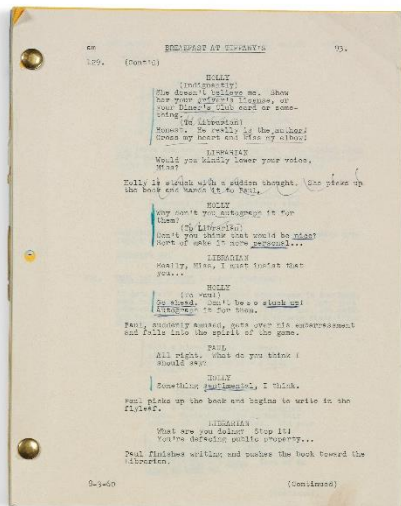 em BREAKFAST AT TIFFANY'S 93.
129. (Cont'd)
HOLLY
(Indignantly)
She doesn't believe me. Show
her your driver's license, or
your Diner's Club card or some-
thing.
(To Librarian)
Honest. He really is the author!
Cross my heart and kiss my elbow!
LIBRARIAN
Would you kindly lower your voice,
Miss?
Holly is struck with a sudden thought. She picks up
the book and hands it to Paul.
HOLLY
Why don't you autograph it for
them?
(To Librarian)
Don't you think that would be nice?
Sort of make it more personal...
LIBRARIAN
Really, Miss, I must insist that
you...
HOLLY
(To Paul)
Go ahead. Don't be so stuck up!
Autograph it for them.
Paul, suddenly amused, gets over his embarrassment
and falls into the spirit of the game.
PAUL
All right. What do you think I
should say?
HOLLY
Something sentimental, I think.
Paul picks up the book and begins to write in the
flyleaf.
LIBRARIAN
What are you doing? Stop it!
You're defacing public property...
Paul finishes writing and pushes the book toward the
Librarian.
(Continued)